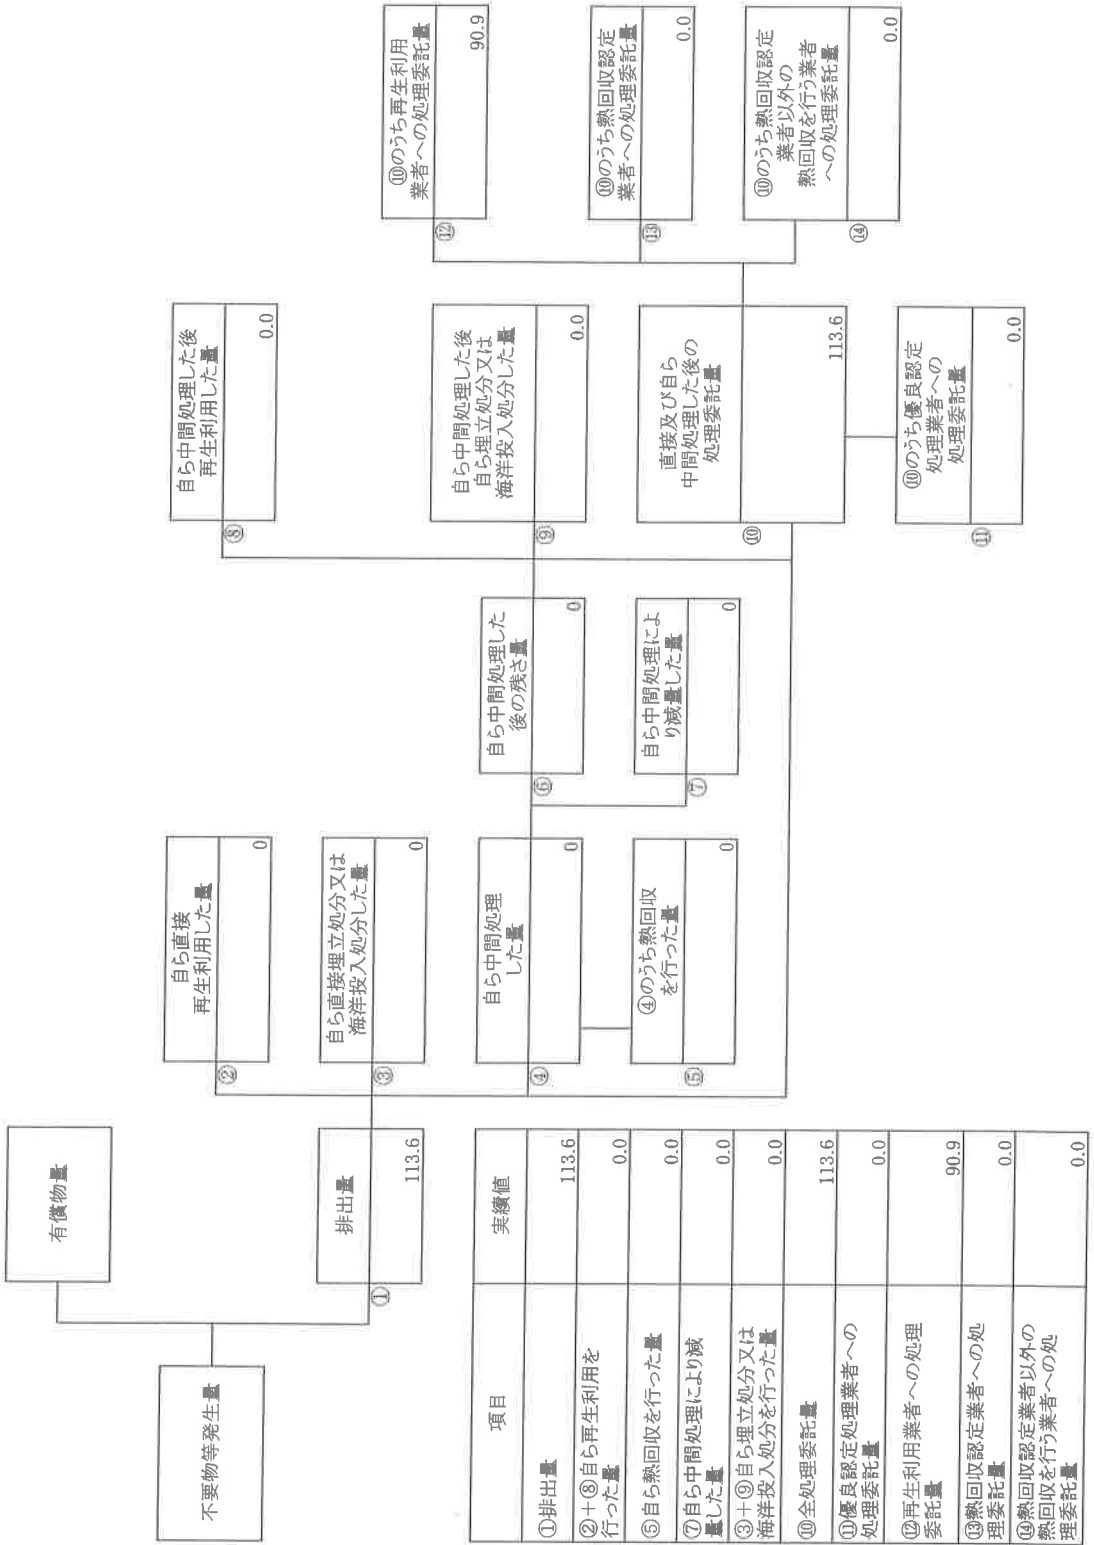 不要物等発生量
有償物量
①
排出量
113.6
②
自ら直接
再生利用した量
0
③
自ら直接埋立処分又は
海洋投入処分した量
0
④
自ら中間処理
した量
0
⑤
④のうち熱回収
を行った量
0
⑥
自ら中間処理した
後の残さ量
0
⑦
自ら中間処理によ
り減量した量
0
⑧
自ら中間処理した後
再生利用した量
0.0
⑨
自ら中間処理した後
自ら埋立処分又は
海洋投入処分した量
0.0
⑩
直接及び自ら
中間処理した後の
処理委託量
113.6
⑪
⑩のうち優良認定
処理業者への
処理委託量
0.0
⑫
⑩のうち再生利用
業者への処理委託量
90.9
⑬
⑩のうち熱回収認定
業者への処理委託量
0.0
⑭
⑩のうち熱回収認定
業者以外の
熱回収を行う業者
への処理委託量
0.0
項目 実績値
①排出量 113.6
②+⑧自ら再生利用を
行った量 0.0
⑤自ら熱回収を行った量 0.0
⑦自ら中間処理により減
量した量 0.0
③+⑨自ら埋立処分又は
海洋投入処分を行った量 0.0
⑩全処理委託量 113.6
⑪優良認定処理業者への
処理委託量 0.0
⑫再生利用業者への処理
委託量 90.9
⑬熱回収認定業者への処
理委託量 0.0
⑭熱回収認定業者以外の
熱回収を行う業者への処
理委託量 0.0